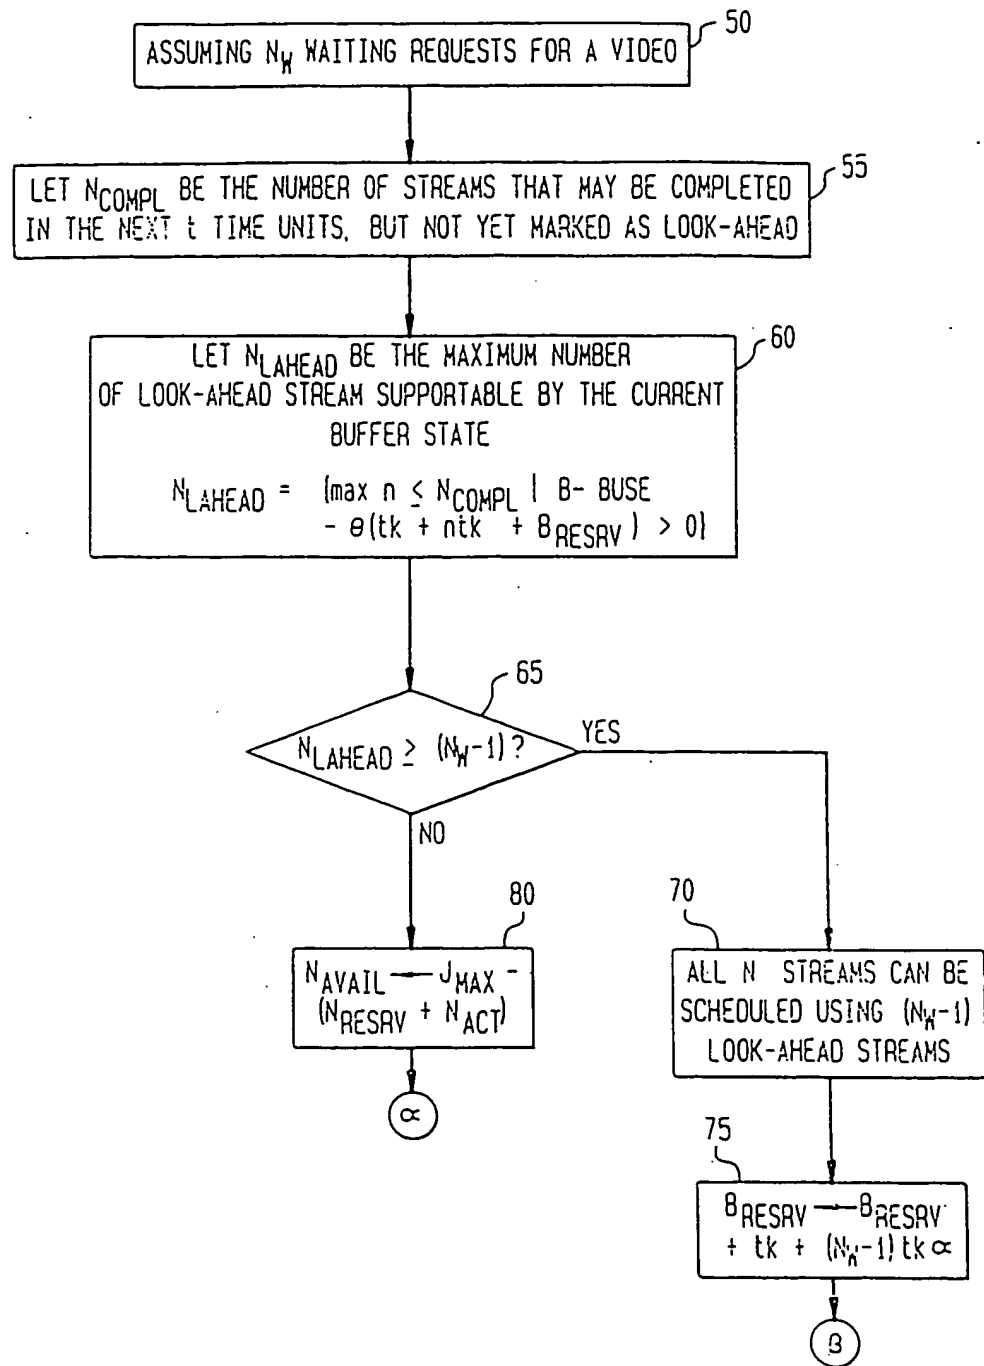 50
ASSUMING N_W WAITING REQUESTS FOR A VIDEO
55
LET N_COMPL BE THE NUMBER OF STREAMS THAT MAY BE COMPLETED
IN THE NEXT t TIME UNITS, BUT NOT YET MARKED AS LOOK-AHEAD
60
LET N_LAHEAD BE THE MAXIMUM NUMBER
OF LOOK-AHEAD STREAM SUPPORTABLE BY THE CURRENT
BUFFER STATE
N_LAHEAD = {max n ≤ N_COMPL | B- BUSE
- θ(tk + ntk + B_RESRV) > 0}
65
N_LAHEAD ≥ (N_W-1)?
YES
NO
80
N_AVAIL ← J_MAX -
(N_RESRV + N_ACT)
∝
70
ALL N STREAMS CAN BE
SCHEDULED USING (N_W-1)
LOOK-AHEAD STREAMS
75
B_RESRV ← B_RESRV
+ tk + (N_W-1) tk ∝
β